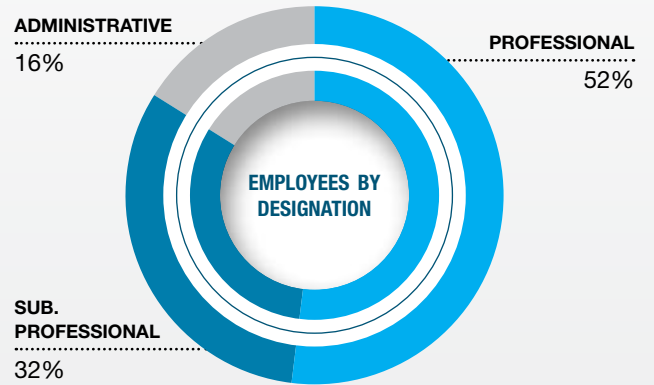 ADMINISTRATIVE
16%
PROFESSIONAL
52%
EMPLOYEES BY
DESIGNATION
SUB.
PROFESSIONAL
32%